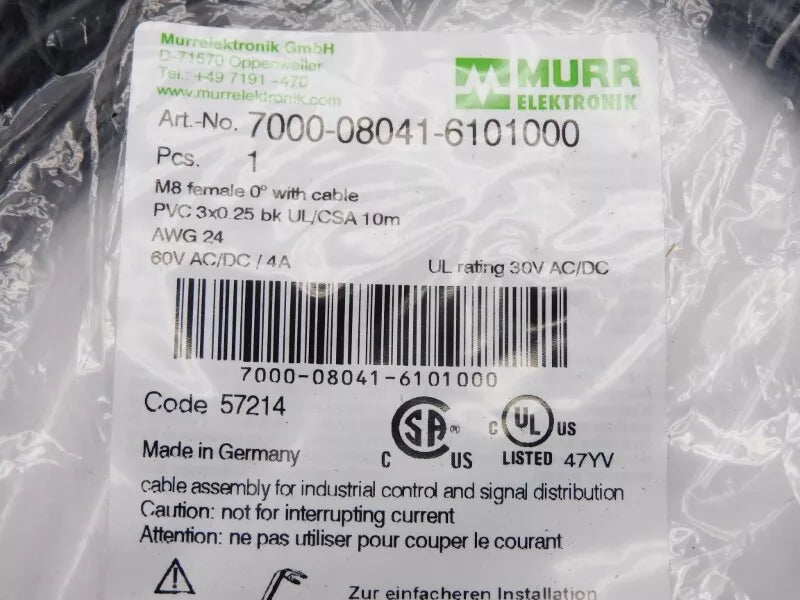 Murrelektronik GmbH
D-71570 Oppenweiler
Tel.: +49 7191 -470
www.murrelektronik.com
MURR
ELEKTRONIK
Art.-No. 7000-08041-6101000
Pcs. 1
M8 female 0° with cable
PVC 3x0.25 bk UL/CSA 10m
AWG 24
60V AC/DC / 4A UL rating 30V AC/DC
7000-08041-6101000
Code 57214
C SA ® US
C UL US
LISTED 47YV
Made in Germany
cable assembly for industrial control and signal distribution
Caution: not for interrupting current
Attention: ne pas utiliser pour couper le courant
Zur einfacheren Installation